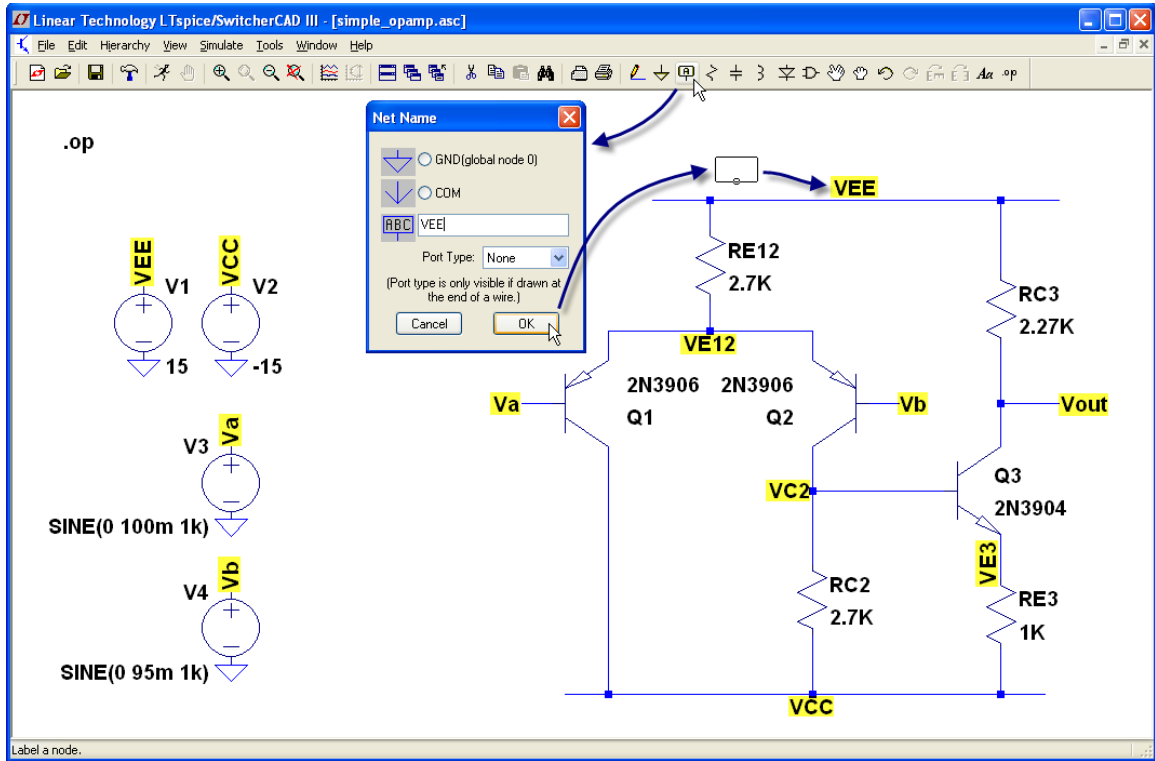 Linear Technology LTspice/SwitcherCAD III - [simple_opamp.asc]
File Edit Hierarchy View Simulate Tools Window Help
Aa .op
.op
Net Name
GND(global node 0)
COM
ABC VEE
Port Type: None
(Port type is only visible if drawn at
the end of a wire.)
Cancel OK
VEE
VEE
V1
15
VCC
V2
-15
Va
V3
SINE(0 100m 1k)
Vb
V4
SINE(0 95m 1k)
RE12
2.7K
RC3
2.27K
VE12
2N3906 2N3906
Va Q1 Q2 Vb Vout
VC2
Q3
2N3904
VE3
RC2
2.7K
RE3
1K
VCC
Label a node.